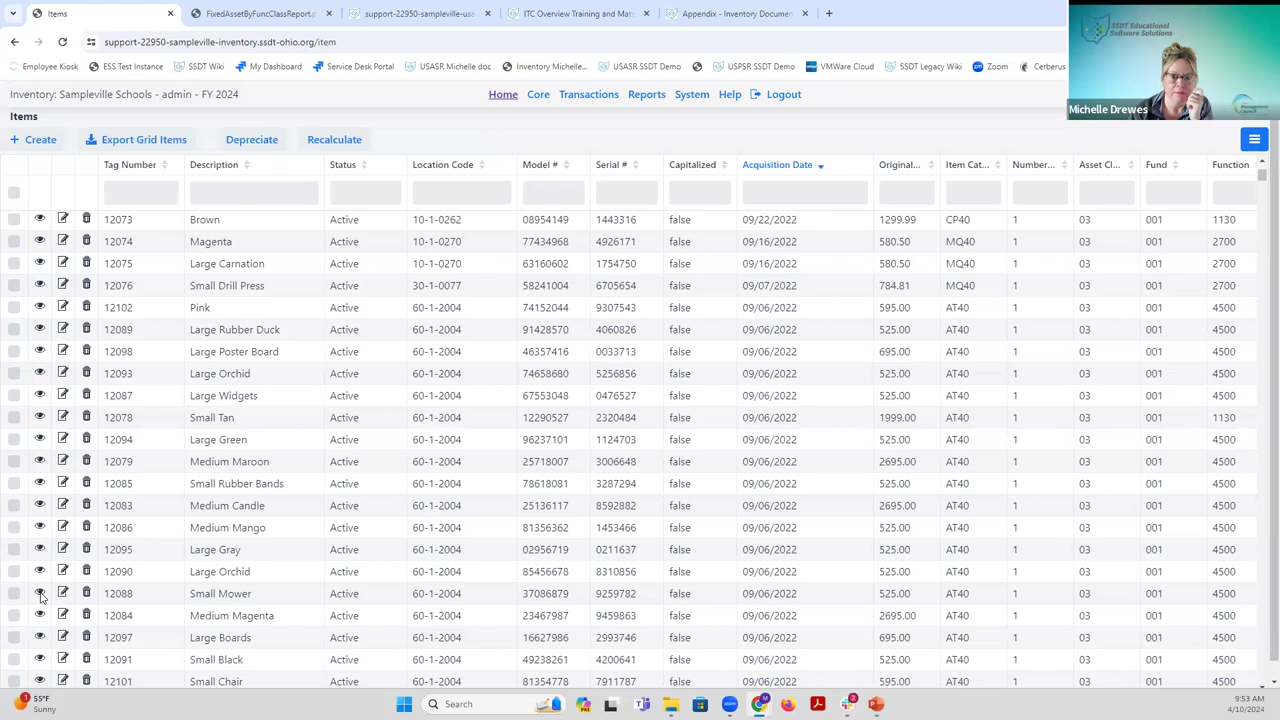 Items
FixedAssetByFuncClassReport.p
support-22950-sampleville-usa
ITC Overview Training and Mate
Appendix - Inventory Document
support-22950-sampleville-inventory.ssdt-ohio.org/item
Employee Kiosk ESS Test Instance SSDT Wiki My Dashboard Service Desk Portal USASR Michelle doc Inventory Michelle... USASR SSDT Demo USPSR SSDT Demo VMWare Cloud SSDT Legacy Wiki Zoom Cerberus
SSDT Educational
Software Solutions
Management
Council
Michelle Drewes
Inventory: Sampleville Schools - admin - FY 2024 Home Core Transactions Reports System Help Logout
Items
+ Create Export Grid Items Depreciate Recalculate
Tag Number Description Status Location Code Model # Serial # Capitalized Acquisition Date Original... Item Cat... Number... Asset Cl... Fund Function
12073 Brown Active 10-1-0262 08954149 1443316 false 09/22/2022 1299.99 CP40 1 03 001 1130
12074 Magenta Active 10-1-0270 77434968 4926171 false 09/16/2022 580.50 MQ40 1 03 001 2700
12075 Large Carnation Active 10-1-0270 63160602 1754750 false 09/16/2022 580.50 MQ40 1 03 001 2700
12076 Small Drill Press Active 30-1-0077 58241004 6705654 false 09/07/2022 784.81 MQ40 1 03 001 2700
12102 Pink Active 60-1-2004 74152044 9307543 false 09/06/2022 595.00 AT40 1 03 001 4500
12089 Large Rubber Duck Active 60-1-2004 91428570 4060826 false 09/06/2022 525.00 AT40 1 03 001 4500
12098 Large Poster Board Active 60-1-2004 46357416 0033713 false 09/06/2022 695.00 AT40 1 03 001 4500
12093 Large Orchid Active 60-1-2004 74658680 5256856 false 09/06/2022 525.00 AT40 1 03 001 4500
12087 Large Widgets Active 60-1-2004 67553048 0476527 false 09/06/2022 525.00 AT40 1 03 001 4500
12078 Small Tan Active 60-1-2004 12290527 2320484 false 09/06/2022 1999.00 AT40 1 03 001 1130
12094 Large Green Active 60-1-2004 96237101 1124703 false 09/06/2022 525.00 AT40 1 03 001 4500
12079 Medium Maroon Active 60-1-2004 25718007 3006648 false 09/06/2022 2695.00 AT40 1 03 001 4500
12085 Small Rubber Bands Active 60-1-2004 78618081 3287294 false 09/06/2022 525.00 AT40 1 03 001 4500
12083 Medium Candle Active 60-1-2004 25136117 8592882 false 09/06/2022 2695.00 AT40 1 03 001 4500
12086 Medium Mango Active 60-1-2004 81356362 1453466 false 09/06/2022 525.00 AT40 1 03 001 4500
12095 Large Gray Active 60-1-2004 02956719 0211637 false 09/06/2022 525.00 AT40 1 03 001 4500
12090 Large Orchid Active 60-1-2004 85456678 8310856 false 09/06/2022 525.00 AT40 1 03 001 4500
12088 Small Mower Active 60-1-2004 37086879 9259782 false 09/06/2022 525.00 AT40 1 03 001 4500
12084 Medium Magenta Active 60-1-2004 23467987 9459863 false 09/06/2022 2695.00 AT40 1 03 001 4500
12097 Large Boards Active 60-1-2004 16627986 2993746 false 09/06/2022 695.00 AT40 1 03 001 4500
12091 Small Black Active 60-1-2004 49238261 4200641 false 09/06/2022 525.00 AT40 1 03 001 4500
12101 Small Chair Active 60-1-2004 81354778 7911787 false 09/06/2022 595.00 AT40 1 03 001 4500
55°F
Sunny
Search
9:53 AM
4/10/2024